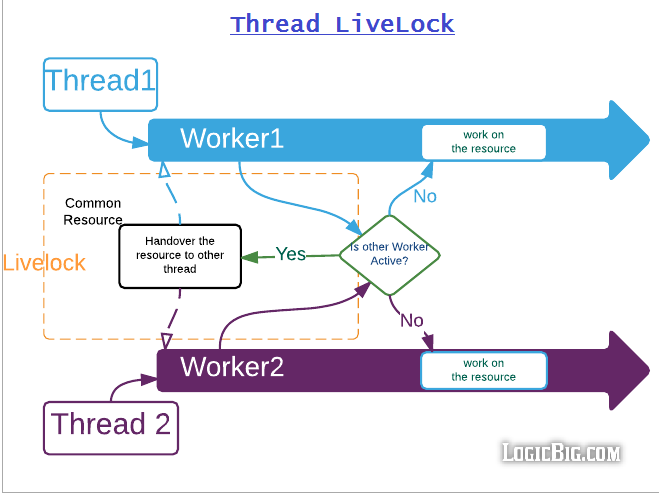 Thread LiveLock
Thread1
Worker1
work on
the resource
No
Common
Resource
Handover the
resource to other
thread
Livelock
Yes
Is other Worker
Active?
No
Worker2
work on
the resource
Thread 2
LogicBig.com